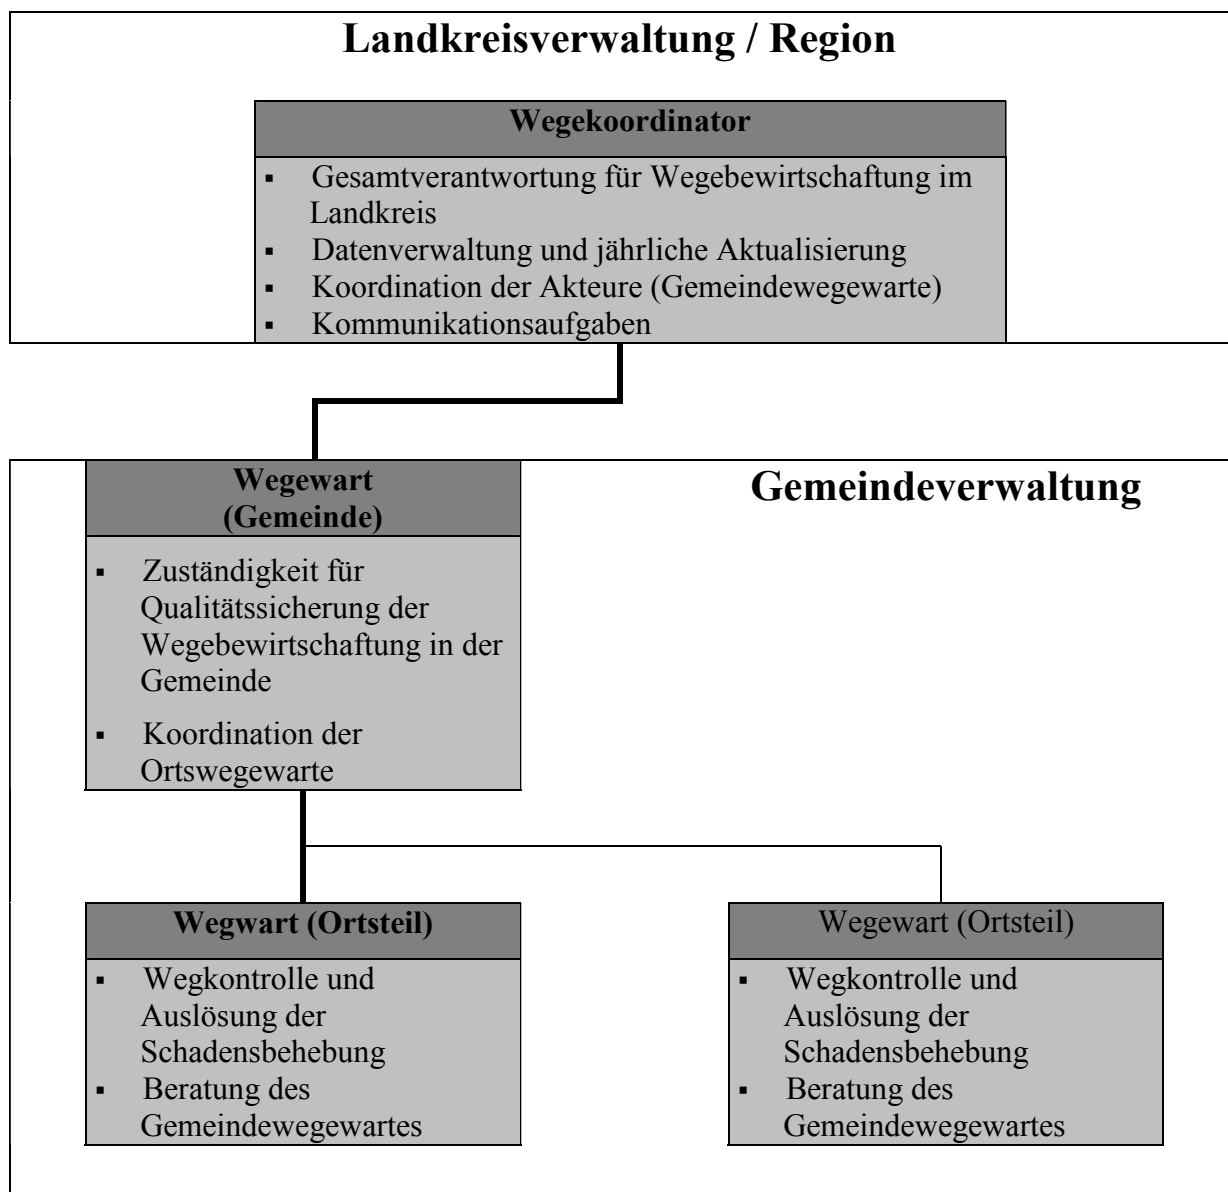 Landkreisverwaltung / Region
Wegekoordinator
▪ Gesamtverantwortung für Wegebewirtschaftung im
Landkreis
▪ Datenverwaltung und jährliche Aktualisierung
▪ Koordination der Akteure (Gemeindewegewarte)
▪ Kommunikationsaufgaben
Wegewart
(Gemeinde)
Gemeindeverwaltung
▪ Zuständigkeit für
Qualitätssicherung der
Wegebewirtschaftung in der
Gemeinde
▪ Koordination der
Ortswegewarte
Wegwart (Ortsteil)
▪ Wegkontrolle und
Auslösung der
Schadensbehebung
▪ Beratung des
Gemeindewegewartes
Wegewart (Ortsteil)
▪ Wegkontrolle und
Auslösung der
Schadensbehebung
▪ Beratung des
Gemeindewegewartes